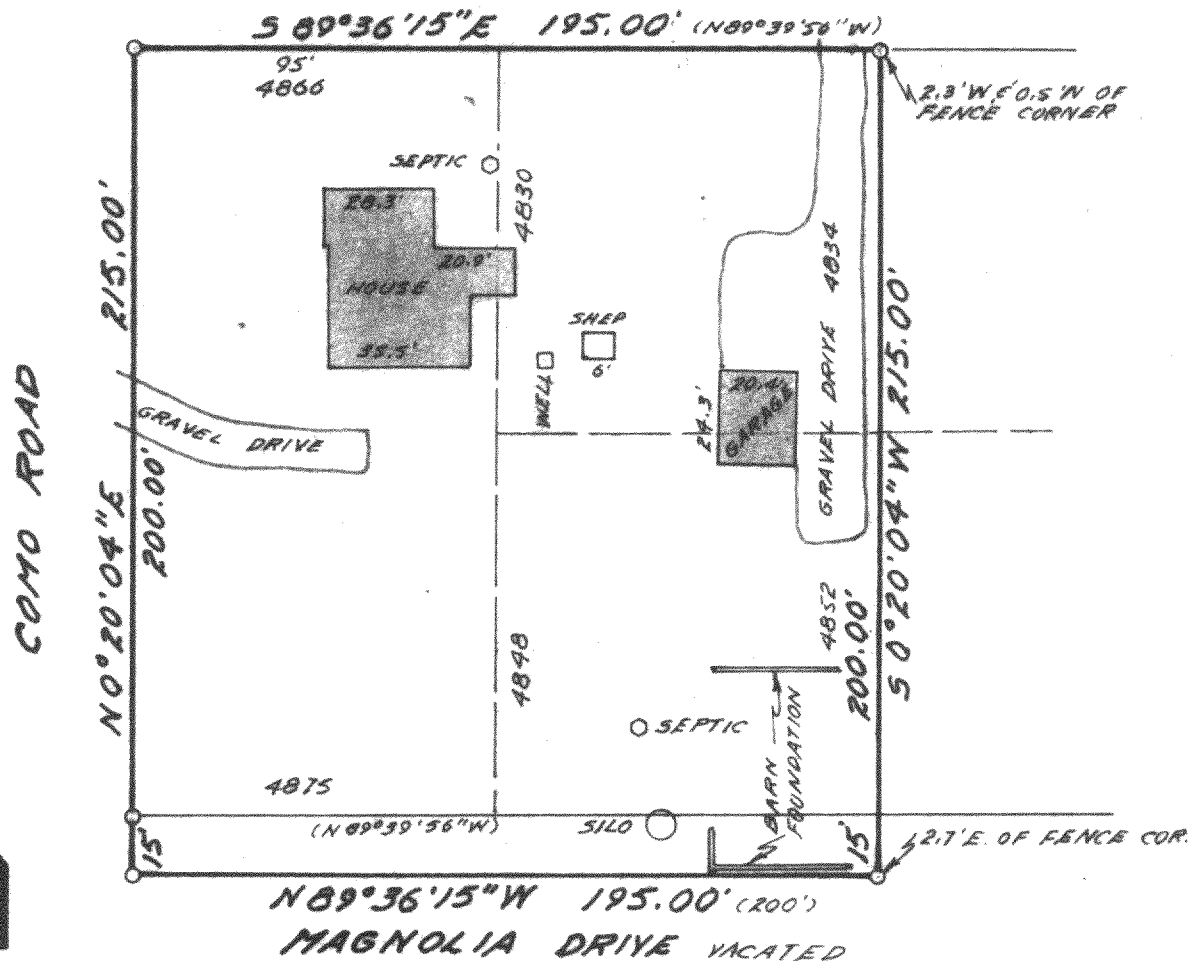 S 89°36'15"E 195.00' (N89°39'56"W)
95'
4866
2.3'W. & 0.5'N OF
FENCE CORNER
SEPTIC
4830
28.3'
20.9'
HOUSE
35.5'
SHED
6'
WELL
GRAVEL DRIVE 4834
20.4'
24.3'
GARAGE
215.00'
215.00'
GRAVEL DRIVE
COMO ROAD
N 0°20'04"E
200.00'
S 0°20'04"W
4852
200.00'
4848
SEPTIC
BARN
FOUNDATION
4875
(N 89°39'56"W)
SILO
15'
15'
2.7'E. OF FENCE COR.
N 89°36'15"W 195.00' (200')
MAGNOLIA DRIVE VACATED